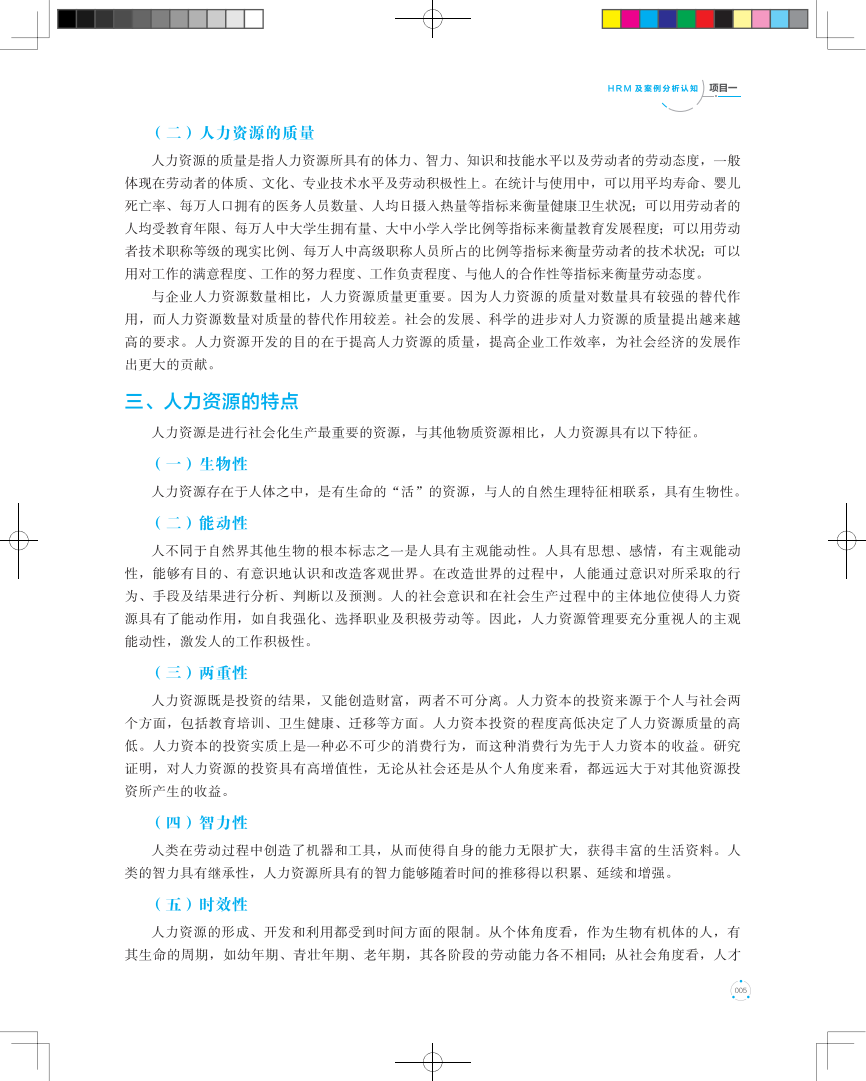 HRM 及案例分析认知 项目一
（二）人力资源的质量
人力资源的质量是指人力资源所具有的体力、智力、知识和技能水平以及劳动者的劳动态度，一般
体现在劳动者的体质、文化、专业技术水平及劳动积极性上。在统计与使用中，可以用平均寿命、婴儿
死亡率、每万人口拥有的医务人员数量、人均日摄入热量等指标来衡量健康卫生状况；可以用劳动者的
人均受教育年限、每万人中大学生拥有量、大中小学入学比例等指标来衡量教育发展程度；可以用劳动
者技术职称等级的现实比例、每万人中高级职称人员所占的比例等指标来衡量劳动者的技术状况；可以
用对工作的满意程度、工作的努力程度、工作负责程度、与他人的合作性等指标来衡量劳动态度。
与企业人力资源数量相比，人力资源质量更重要。因为人力资源的质量对数量具有较强的替代作
用，而人力资源数量对质量的替代作用较差。社会的发展、科学的进步对人力资源的质量提出越来越
高的要求。人力资源开发的目的在于提高人力资源的质量，提高企业工作效率，为社会经济的发展作
出更大的贡献。
三、人力资源的特点
人力资源是进行社会化生产最重要的资源，与其他物质资源相比，人力资源具有以下特征。
（一）生物性
人力资源存在于人体之中，是有生命的“活”的资源，与人的自然生理特征相联系，具有生物性。
（二）能动性
人不同于自然界其他生物的根本标志之一是人具有主观能动性。人具有思想、感情，有主观能动
性，能够有目的、有意识地认识和改造客观世界。在改造世界的过程中，人能通过意识对所采取的行
为、手段及结果进行分析、判断以及预测。人的社会意识和在社会生产过程中的主体地位使得人力资
源具有了能动作用，如自我强化、选择职业及积极劳动等。因此，人力资源管理要充分重视人的主观
能动性，激发人的工作积极性。
（三）两重性
人力资源既是投资的结果，又能创造财富，两者不可分离。人力资本的投资来源于个人与社会两
个方面，包括教育培训、卫生健康、迁移等方面。人力资本投资的程度高低决定了人力资源质量的高
低。人力资本的投资实质上是一种必不可少的消费行为，而这种消费行为先于人力资本的收益。研究
证明，对人力资源的投资具有高增值性，无论从社会还是从个人角度来看，都远远大于对其他资源投
资所产生的收益。
（四）智力性
人类在劳动过程中创造了机器和工具，从而使得自身的能力无限扩大，获得丰富的生活资料。人
类的智力具有继承性，人力资源所具有的智力能够随着时间的推移得以积累、延续和增强。
（五）时效性
人力资源的形成、开发和利用都受到时间方面的限制。从个体角度看，作为生物有机体的人，有
其生命的周期，如幼年期、青壮年期、老年期，其各阶段的劳动能力各不相同；从社会角度看，人才
005